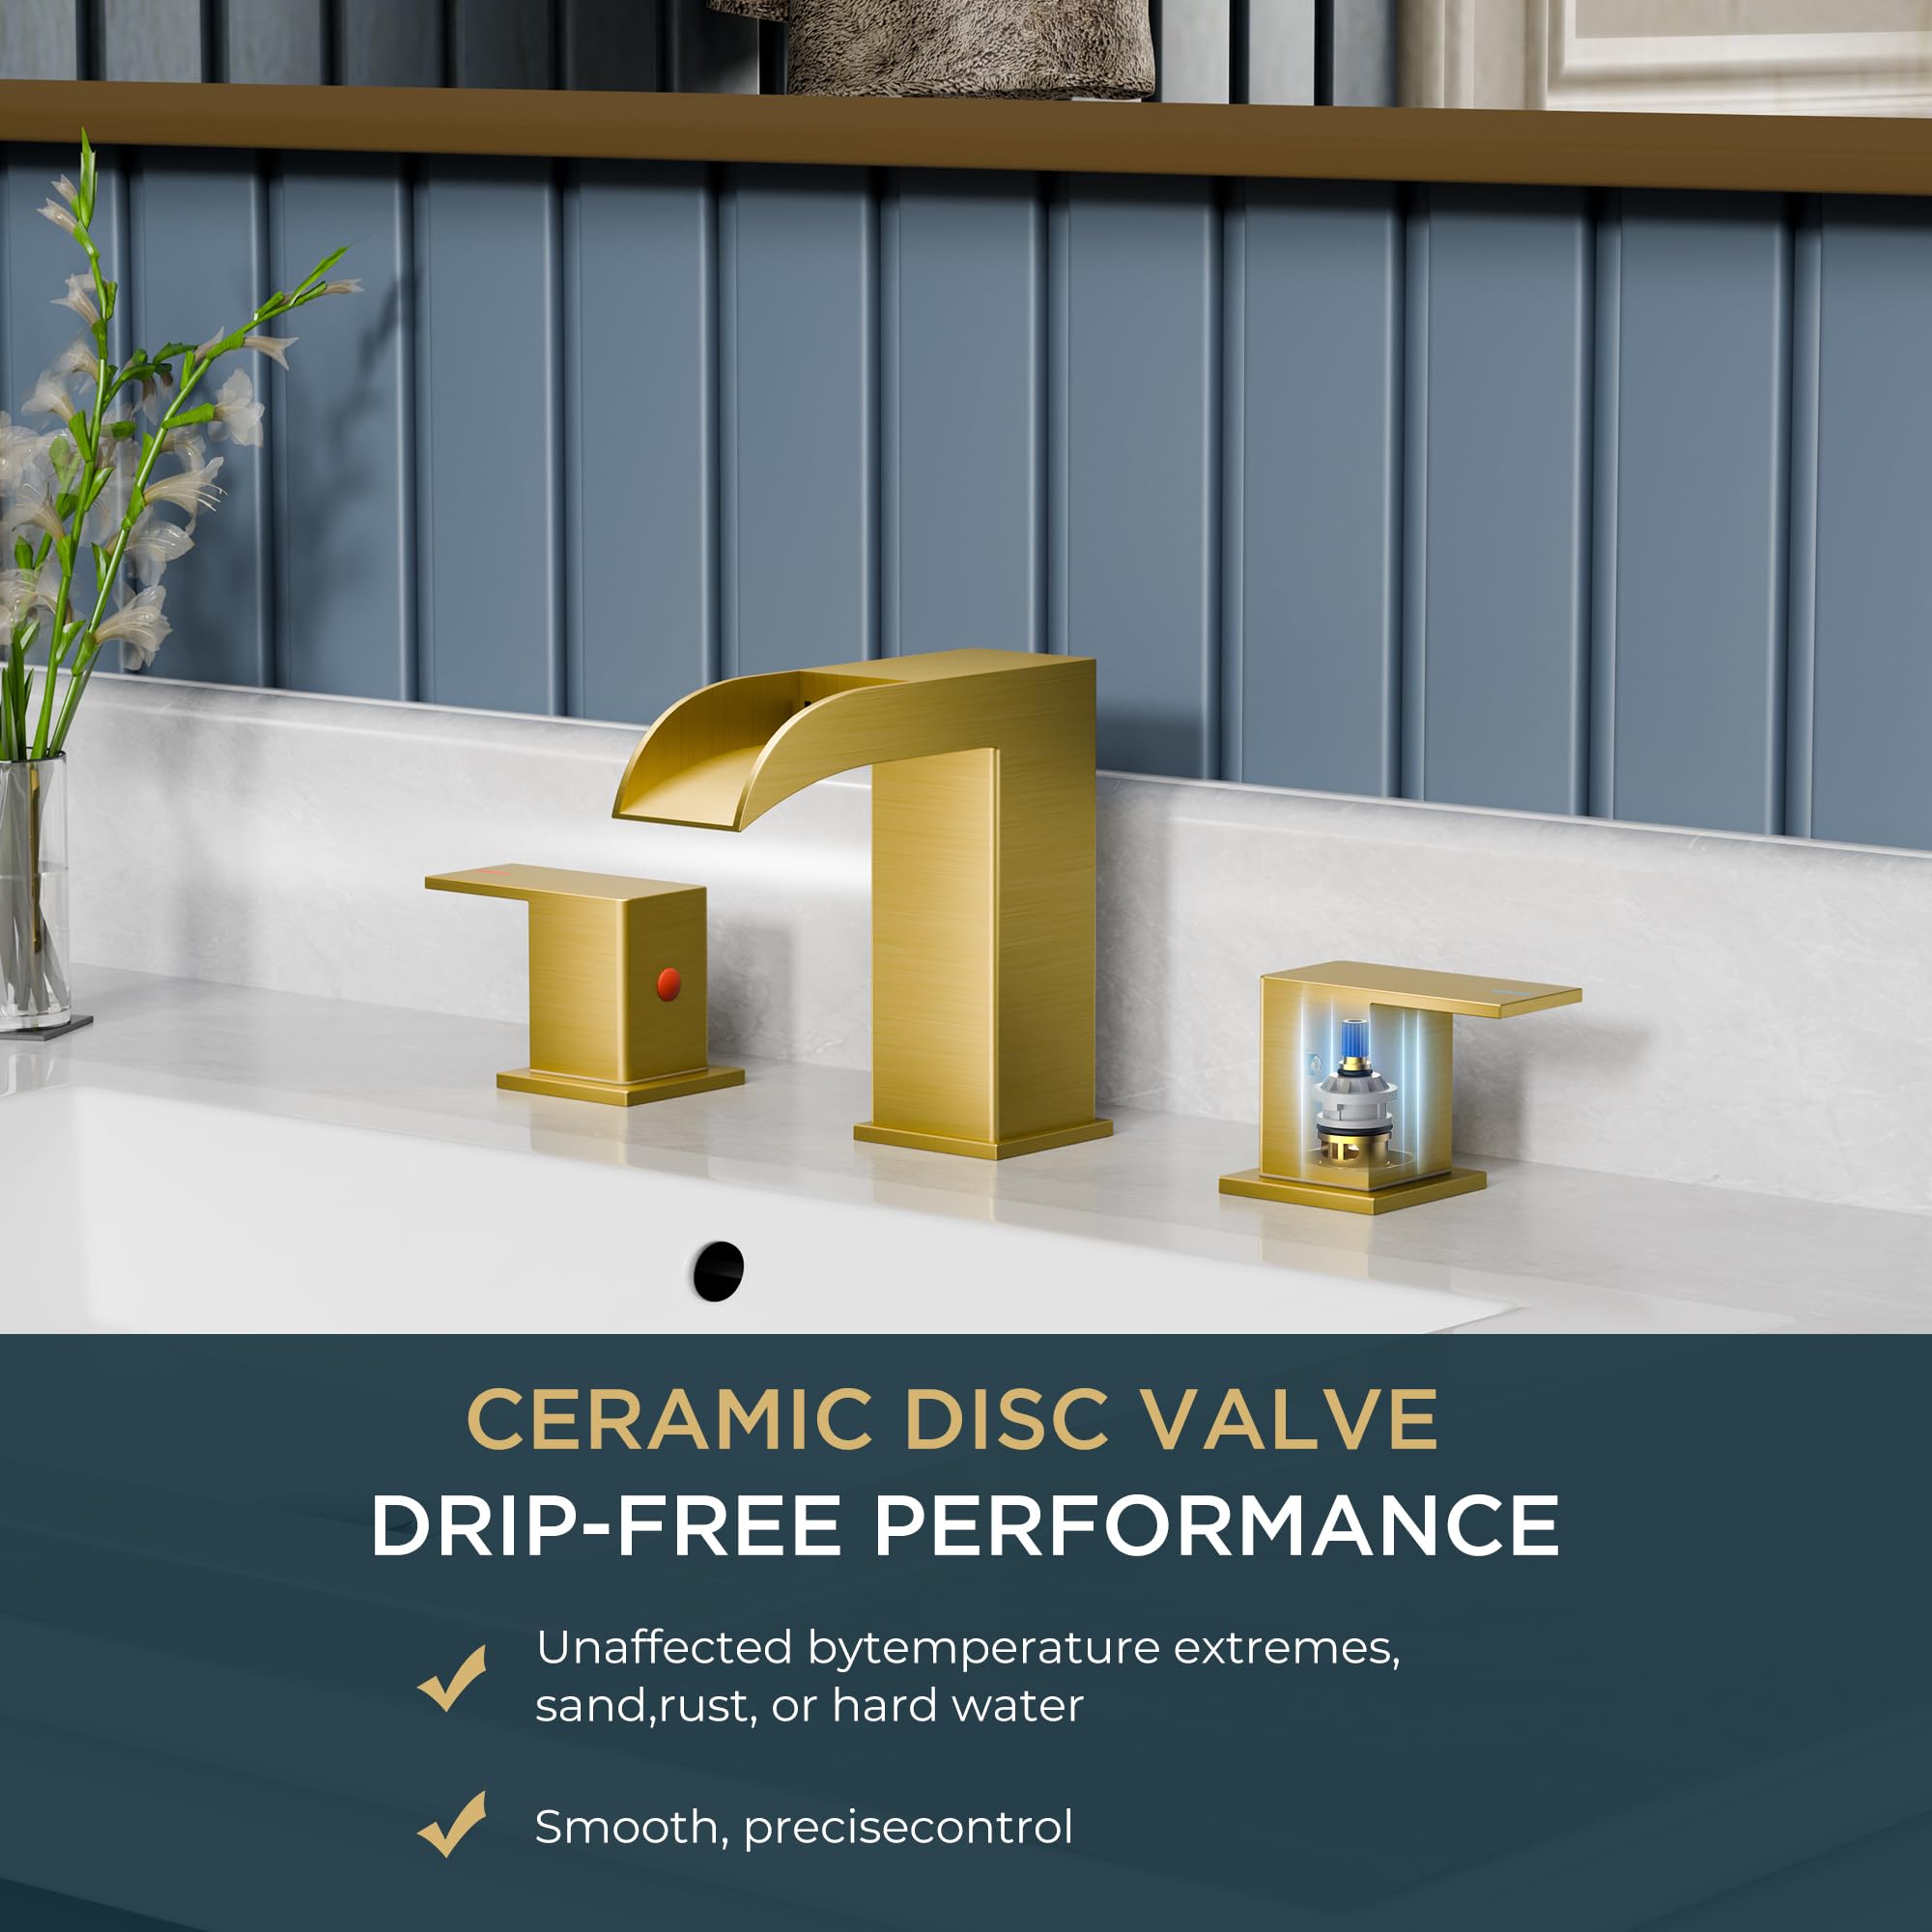 CERAMIC DISC VALVE
DRIP-FREE PERFORMANCE
Unaffected bytemperature extremes,
sand,rust, or hard water
Smooth, precisecontrol